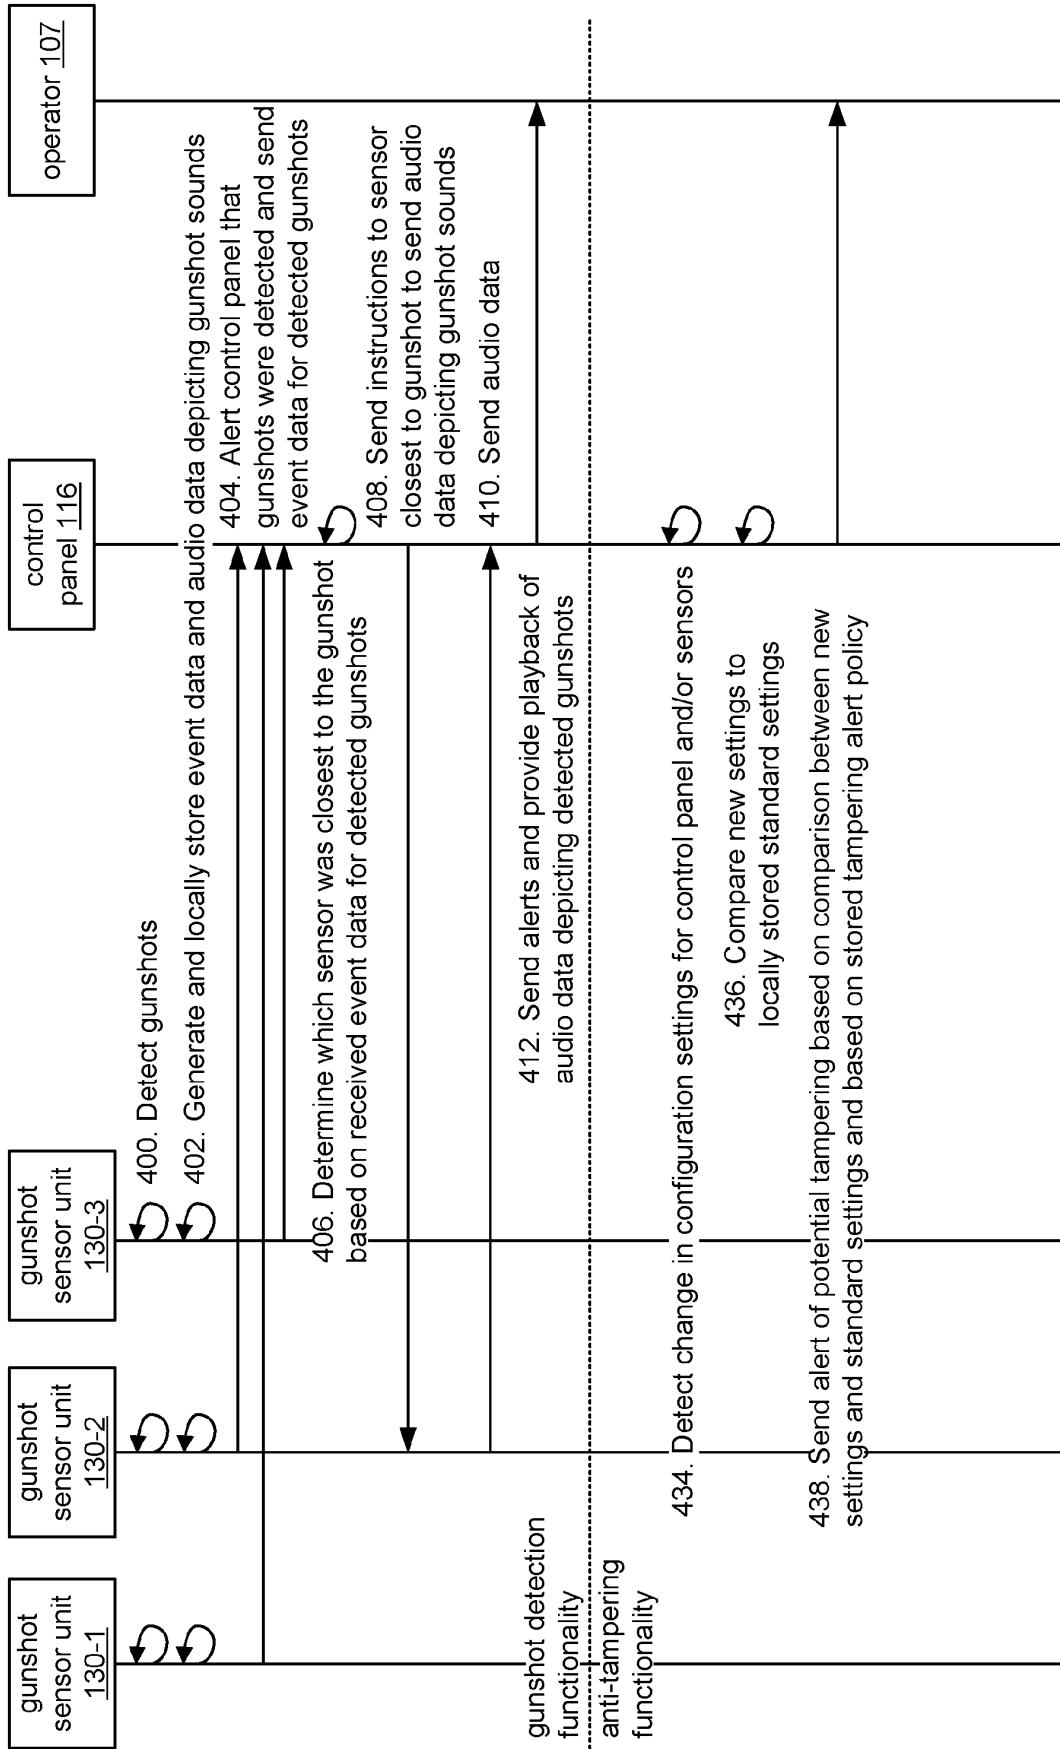 gunshot
sensor unit
130-1
gunshot
sensor unit
130-2
gunshot
sensor unit
130-3
control
panel 116
operator 107
400. Detect gunshots
402. Generate and locally store event data and audio data depicting gunshot sounds
404. Alert control panel that
gunshots were detected and send
event data for detected gunshots
406. Determine which sensor was closest to the gunshot
based on received event data for detected gunshots
408. Send instructions to sensor
closest to gunshot to send audio
data depicting gunshot sounds
410. Send audio data
412. Send alerts and provide playback of
audio data depicting detected gunshots
gunshot detection
functionality
anti-tampering
functionality
434. Detect change in configuration settings for control panel and/or sensors
436. Compare new settings to
locally stored standard settings
438. Send alert of potential tampering based on comparison between new
settings and standard settings and based on stored tampering alert policy